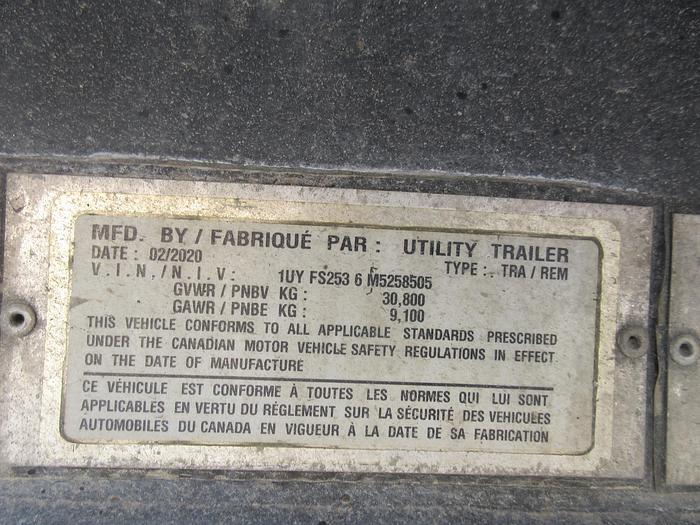 MFD. BY / FABRIQUÉ PAR : UTILITY TRAILER
DATE : 02/2020 TYPE : TRA / REM
V.I.N./N.I.V: 1UY FS253 6 M5258505
GVWR / PNBV KG : 30,800
GAWR / PNBE KG : 9,100
THIS VEHICLE CONFORMS TO ALL APPLICABLE STANDARDS PRESCRIBED
UNDER THE CANADIAN MOTOR VEHICLE SAFETY REGULATIONS IN EFFECT
ON THE DATE OF MANUFACTURE
CE VÉHICULE EST CONFORME À TOUTES LES NORMES QUI LUI SONT
APPLICABLES EN VERTU DU RÉGLEMENT SUR LA SÉCURITÉ DES VEHICULES
AUTOMOBILES DU CANADA EN VIGUEUR À LA DATE DE SA FABRICATION